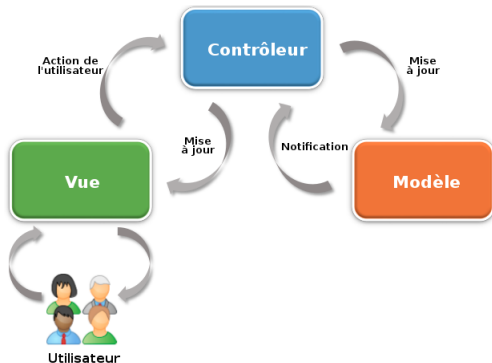 Contrôleur
Action de
l'utilisateur
Mise
à jour
Mise
à jour
Notification
Vue
Modèle
Utilisateur